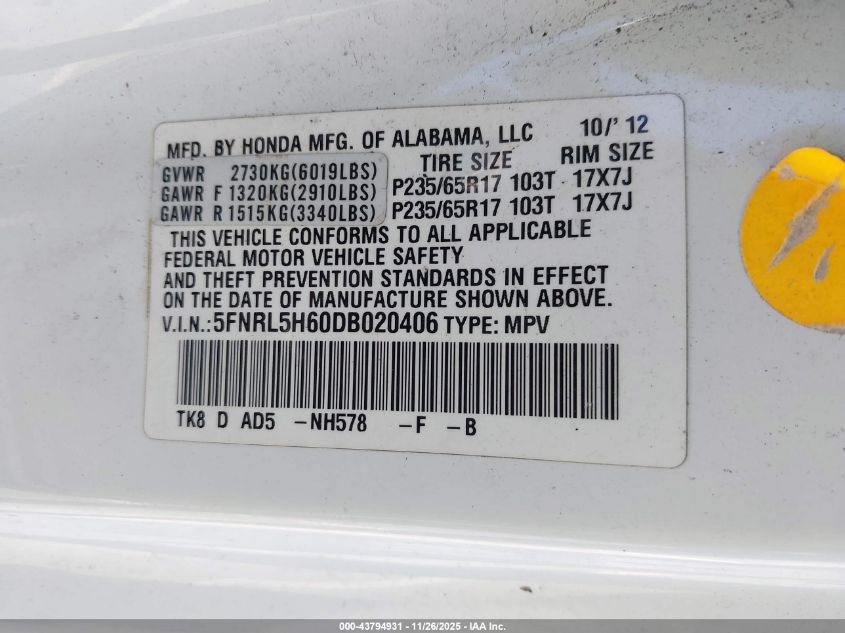 MFD. BY HONDA MFG. OF ALABAMA, LLC 10/' 12
TIRE SIZE RIM SIZE
GVWR 2730KG(6019LBS)
GAWR F 1320KG(2910LBS) P235/65R17 103T 17X7J
GAWR R 1515KG(3340LBS) P235/65R17 103T 17X7J
THIS VEHICLE CONFORMS TO ALL APPLICABLE
FEDERAL MOTOR VEHICLE SAFETY
AND THEFT PREVENTION STANDARDS IN EFFECT
ON THE DATE OF MANUFACTURE SHOWN ABOVE.
V.I.N.:5FNRL5H60DB020406 TYPE: MPV
TK8 D AD5 -NH578 -F -B
000-43794931 - 11/26/2025 - IAA Inc.